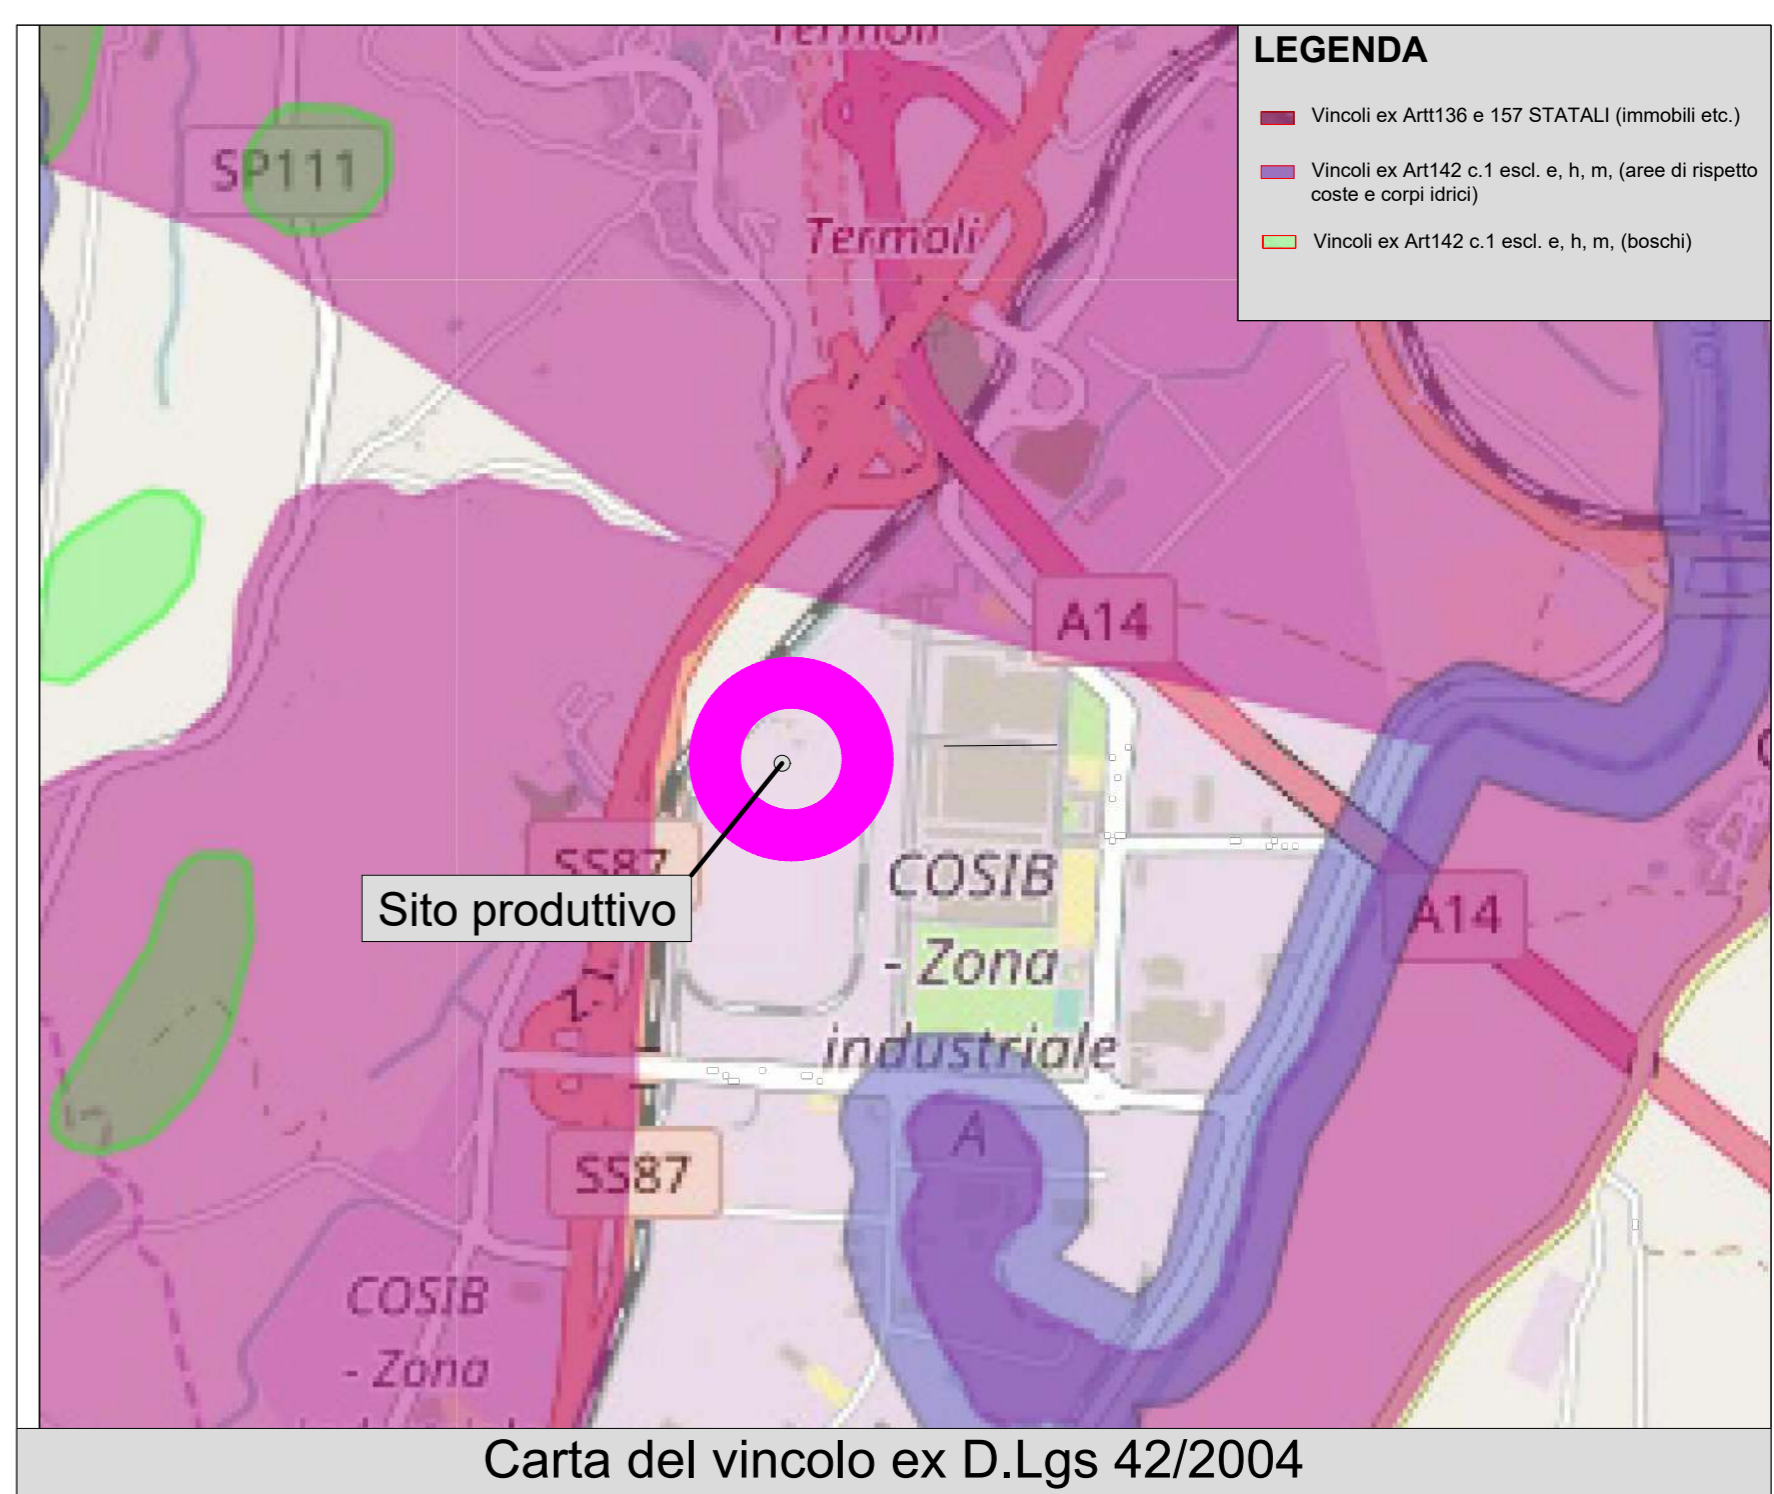 Termoli
LEGENDA
Vincoli ex Artt136 e 157 STATALI (immobili etc.)
Vincoli ex Art142 c.1 escl. e, h, m, (aree di rispetto
coste e corpi idrici)
Vincoli ex Art142 c.1 escl. e, h, m, (boschi)
SP111
Termoli
A14
SS87
Sito produttivo
COSIB
- Zona
industriale
A14
A
SS87
COSIB
- Zona
Carta del vincolo ex D.Lgs 42/2004